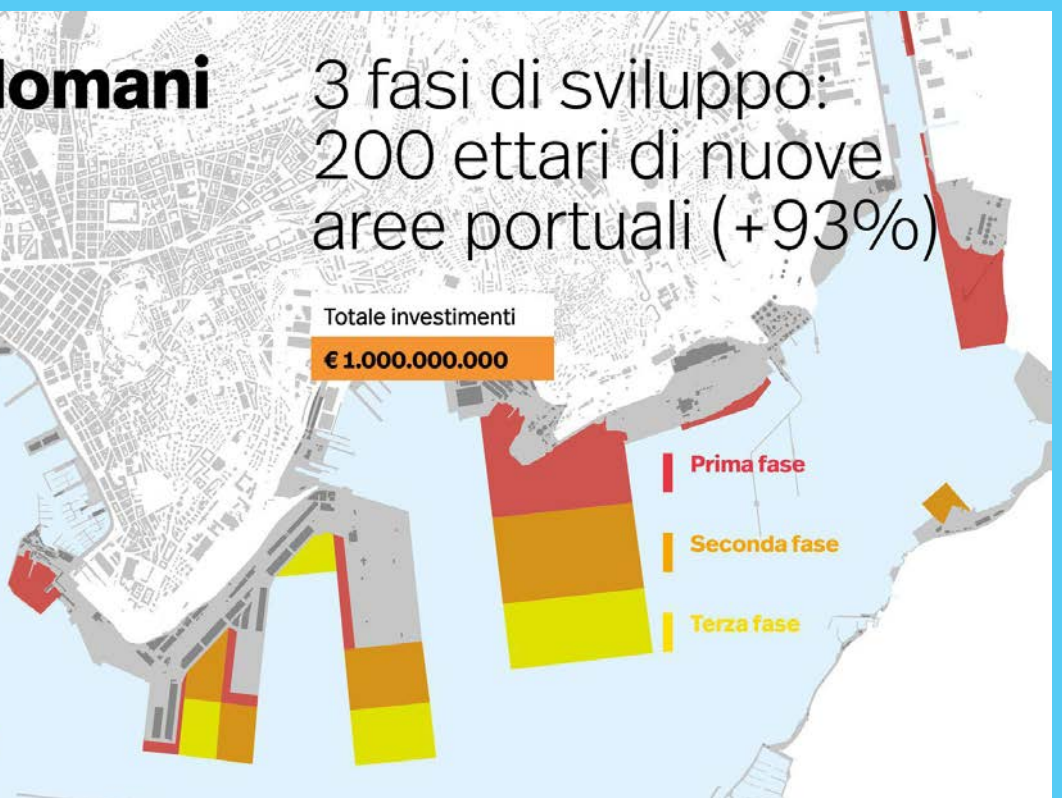 domani
3 fasi di sviluppo:
200 ettari di nuove
aree portuali (+93%)
Totale investimenti
€ 1.000.000.000
Prima fase
Seconda fase
Terza fase